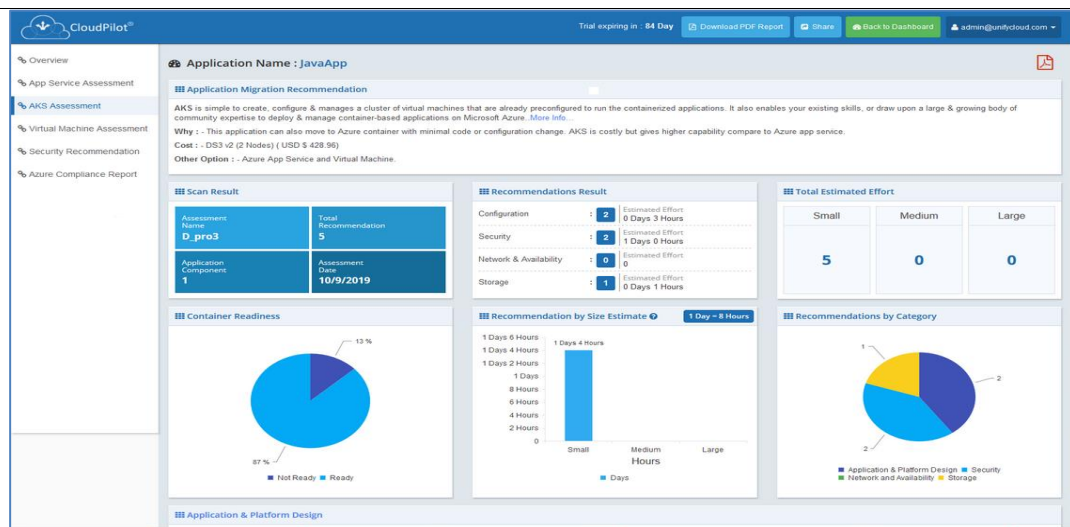 CloudPilot®
Trial expiring in : 84 Day
Download PDF Report
Share
Back to Dashboard
admin@unifycloud.com
Overview
App Service Assessment
AKS Assessment
Virtual Machine Assessment
Security Recommendation
Azure Compliance Report
Application Name : JavaApp
Application Migration Recommendation
AKS is simple to create, configure & manages a cluster of virtual machines that are already preconfigured to run the containerized applications. It also enables your existing skills, or draw upon a large & growing body of
community expertise to deploy & manage container-based applications on Microsoft Azure..More Info...
Why : - This application can also move to Azure container with minimal code or configuration change. AKS is costly but gives higher capability compare to Azure app service.
Cost : - DS3 v2 (2 Nodes) ( USD $ 428.96)
Other Option : - Azure App Service and Virtual Machine.
Scan Result
Assessment
Name
D_pro3
Total
Recommendation
5
Application
Component
1
Assessment
Date
10/9/2019
Recommendations Result
Configuration : 2 Estimated Effort
0 Days 3 Hours
Security : 2 Estimated Effort
1 Days 0 Hours
Network & Availability : 0 Estimated Effort
0
Storage : 1 Estimated Effort
0 Days 1 Hours
Total Estimated Effort
Small Medium Large
5 0 0
Container Readiness
13 %
87 %
Not Ready Ready
Recommendation by Size Estimate
1 Day = 8 Hours
1 Days 6 Hours
1 Days 4 Hours
1 Days 2 Hours
1 Days
8 Hours
6 Hours
4 Hours
2 Hours
0
1 Days 4 Hours
Small Medium Large
Hours
Days
Recommendations by Category
1
2
2
Application & Platform Design Security
Network and Availability Storage
Application & Platform Design